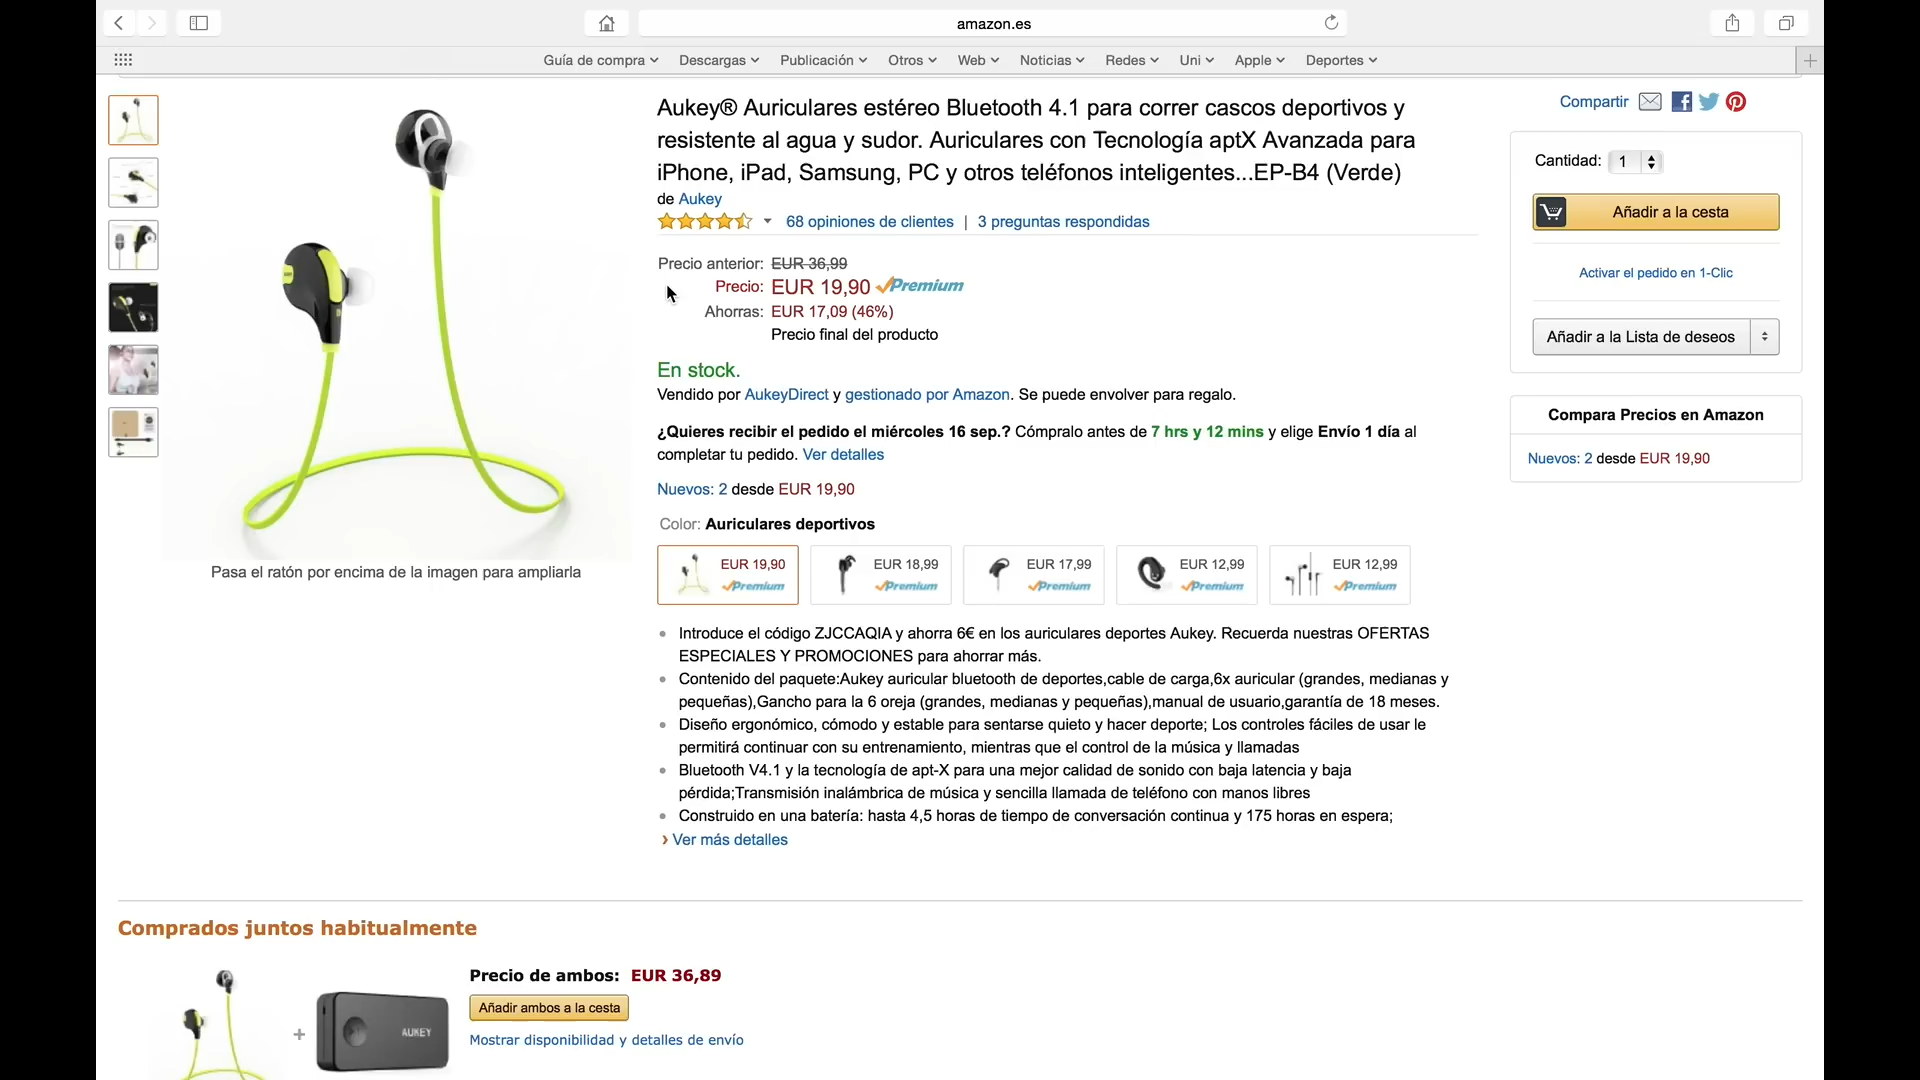 amazon.es
Guía de compra
Descargas
Publicación
Otros
Web
Noticias
Redes
Uni
Apple
Deportes
Aukey® Auriculares estéreo Bluetooth 4.1 para correr cascos deportivos y
resistente al agua y sudor. Auriculares con Tecnología aptX Avanzada para
iPhone, iPad, Samsung, PC y otros teléfonos inteligentes...EP-B4 (Verde)
de Aukey
68 opiniones de clientes | 3 preguntas respondidas
Precio anterior: EUR 36,99
Precio: EUR 19,90 Premium
Ahorras: EUR 17,09 (46%)
Precio final del producto
En stock.
Vendido por AukeyDirect y gestionado por Amazon. Se puede envolver para regalo.
¿Quieres recibir el pedido el miércoles 16 sep.? Cómpralo antes de 7 hrs y 12 mins y elige Envío 1 día al
completar tu pedido. Ver detalles
Nuevos: 2 desde EUR 19,90
Color: Auriculares deportivos
EUR 19,90
Premium
EUR 18,99
Premium
EUR 17,99
Premium
EUR 12,99
Premium
EUR 12,99
Premium
Introduce el código ZJCCAQIA y ahorra 6€ en los auriculares deportes Aukey. Recuerda nuestras OFERTAS
ESPECIALES Y PROMOCIONES para ahorrar más.
Contenido del paquete:Aukey auricular bluetooth de deportes,cable de carga,6x auricular (grandes, medianas y
pequeñas),Gancho para la 6 oreja (grandes, medianas y pequeñas),manual de usuario,garantía de 18 meses.
Diseño ergonómico, cómodo y estable para sentarse quieto y hacer deporte; Los controles fáciles de usar le
permitirá continuar con su entrenamiento, mientras que el control de la música y llamadas
Bluetooth V4.1 y la tecnología de apt-X para una mejor calidad de sonido con baja latencia y baja
pérdida;Transmisión inalámbrica de música y sencilla llamada de teléfono con manos libres
Construido en una batería: hasta 4,5 horas de tiempo de conversación continua y 175 horas en espera;
› Ver más detalles
Pasa el ratón por encima de la imagen para ampliarla
Compartir
Cantidad: 1
Añadir a la cesta
Activar el pedido en 1-Clic
Añadir a la Lista de deseos
Compara Precios en Amazon
Nuevos: 2 desde EUR 19,90
Comprados juntos habitualmente
+
AUKEY
Precio de ambos: EUR 36,89
Añadir ambos a la cesta
Mostrar disponibilidad y detalles de envío